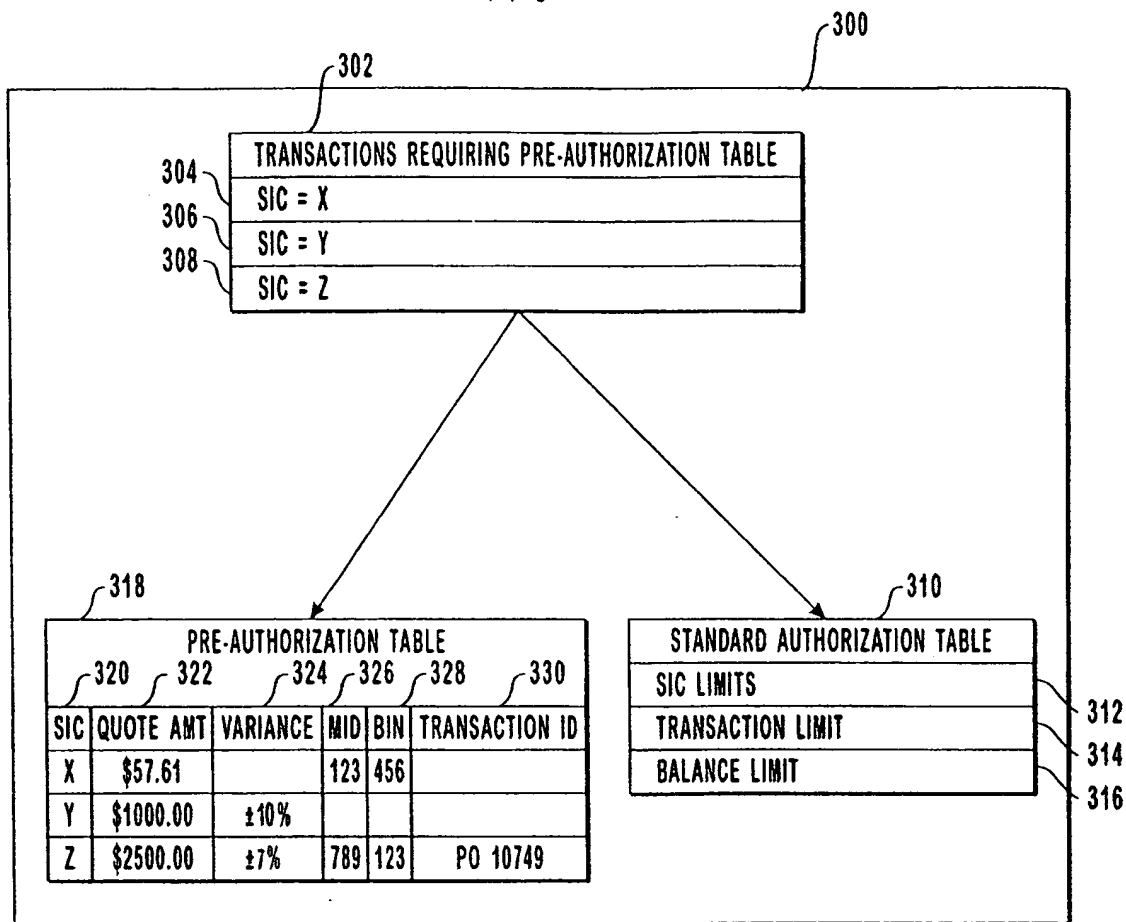 300
302
TRANSACTIONS REQUIRING PRE-AUTHORIZATION TABLE
304
SIC = X
306
SIC = Y
308
SIC = Z
318
PRE-AUTHORIZATION TABLE
320 322 324 326 328 330
SIC QUOTE AMT VARIANCE MID BIN TRANSACTION ID
X $57.61 123 456
Y $1000.00 ±10%
Z $2500.00 ±7% 789 123 PO 10749
310
STANDARD AUTHORIZATION TABLE
SIC LIMITS
312
TRANSACTION LIMIT
314
BALANCE LIMIT
316